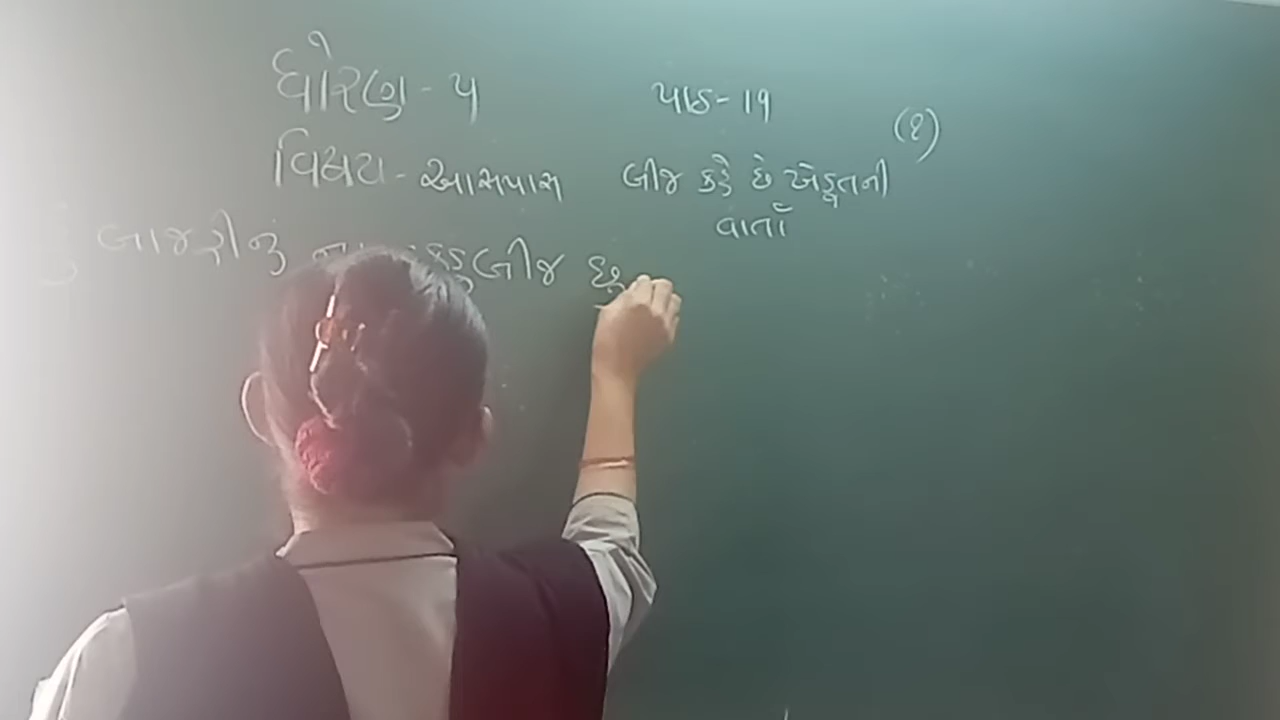 ધોરણ - ૫ પાઠ - ૧૧ (૧)
વિષય - આસપાસ બીજ કહે છે ખેડૂતની
વાર્તા
હું બાજરીનું બીજ છું